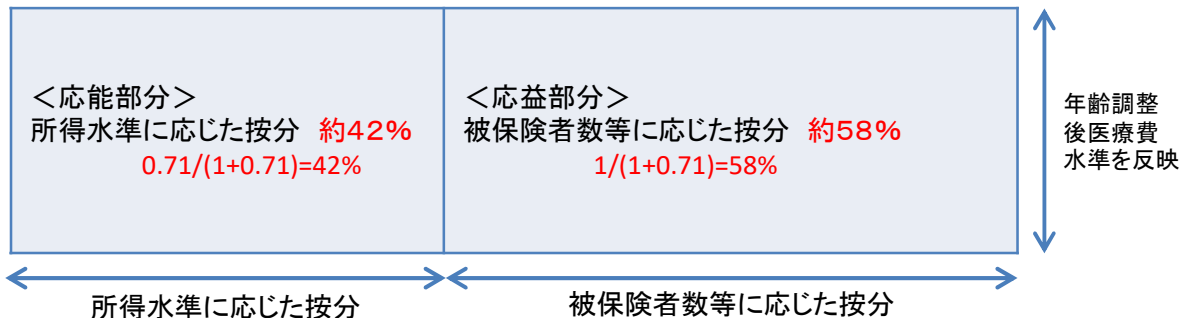 ＜応能部分＞
所得水準に応じた按分　約４２％
0.71/(1+0.71)=42%
＜応益部分＞
被保険者数等に応じた按分　約５８％
1/(1+0.71)=58%
年齢調整
後医療費
水準を反映
所得水準に応じた按分
被保険者数等に応じた按分